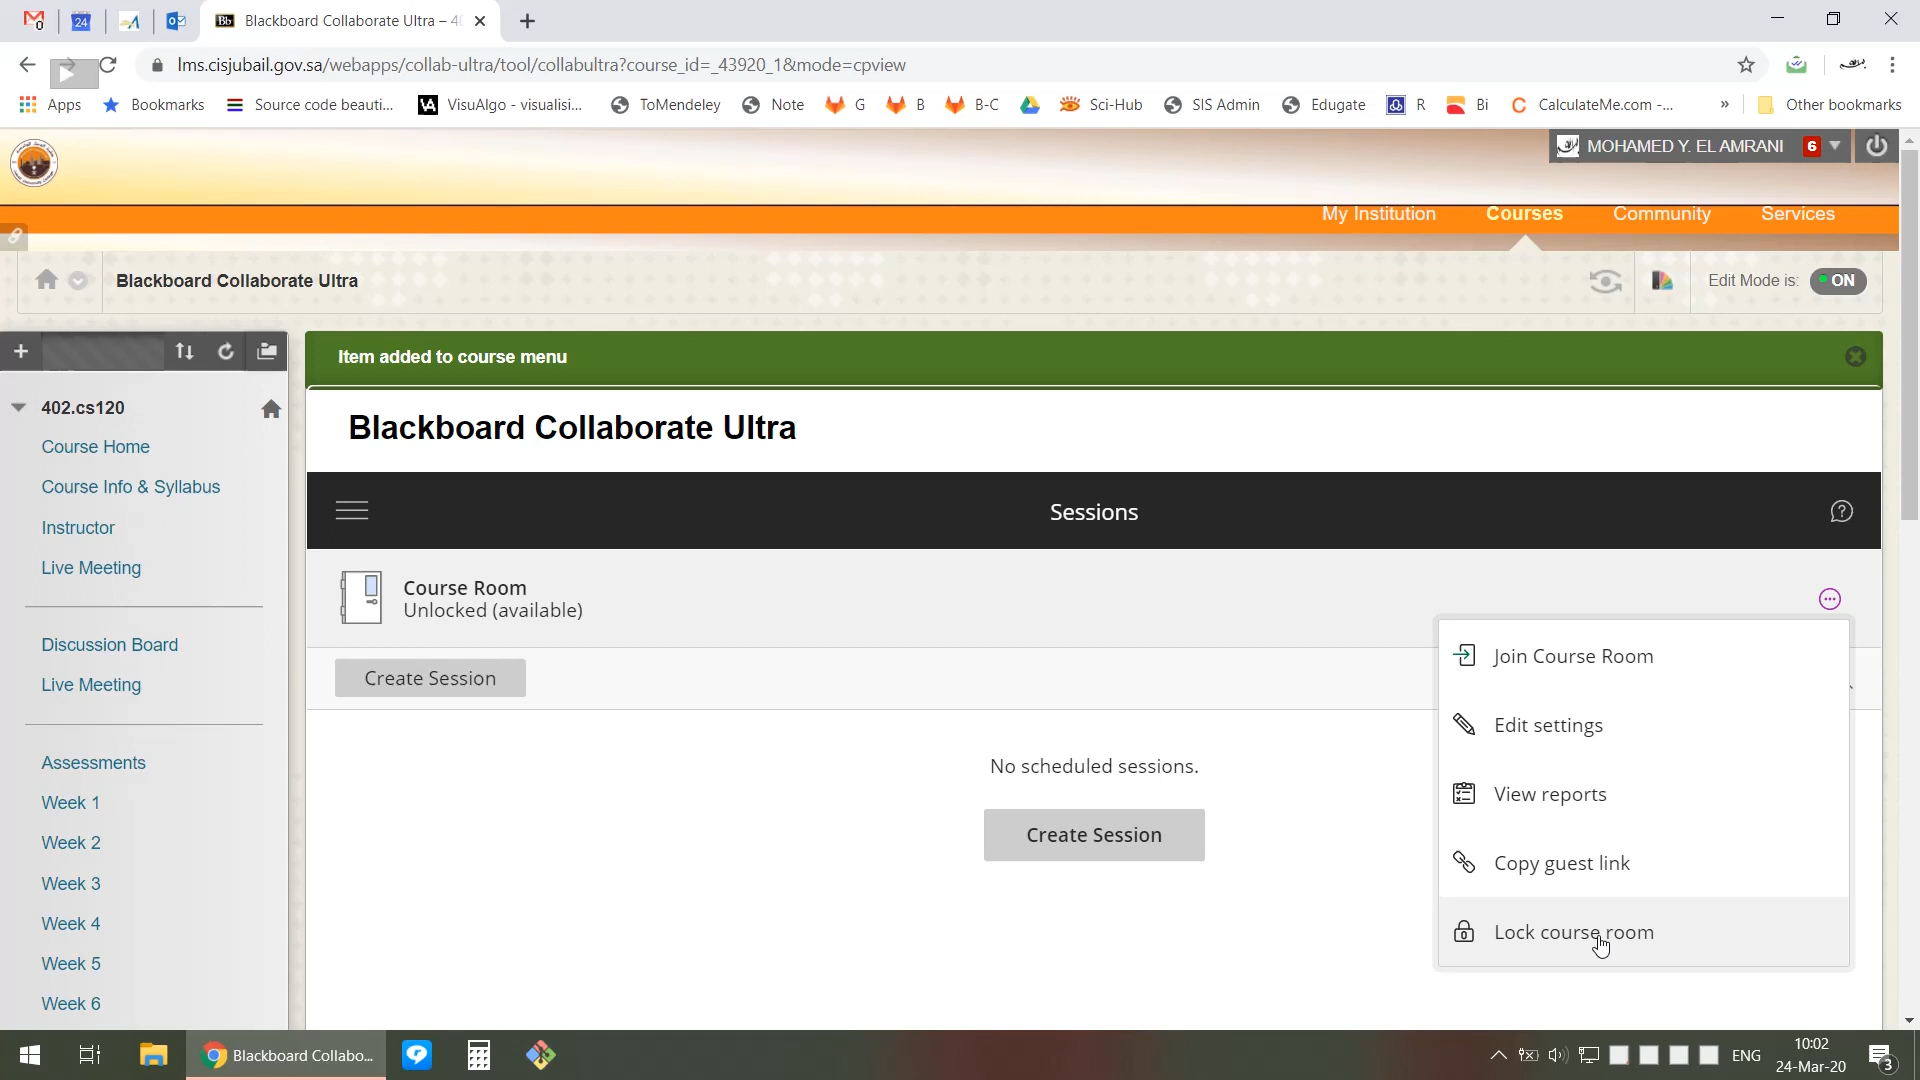 Blackboard Collaborate Ultra – 4
lms.cisjubail.gov.sa/webapps/collab-ultra/tool/collabultra?course_id=_43920_1&mode=cpview
Apps Bookmarks Source code beauti... VisuAlgo - visualisi... ToMendeley Note G B B-C Sci-Hub SIS Admin Edugate R Bi CalculateMe.com -... » Other bookmarks
MOHAMED Y. EL AMRANI 6
My Institution Courses Community Services
Blackboard Collaborate Ultra
Edit Mode is: ON
Item added to course menu
402.cs120
Course Home
Course Info & Syllabus
Instructor
Live Meeting
Discussion Board
Live Meeting
Assessments
Week 1
Week 2
Week 3
Week 4
Week 5
Week 6
Blackboard Collaborate Ultra
Sessions
Course Room
Unlocked (available)
Create Session
No scheduled sessions.
Create Session
Join Course Room
Edit settings
View reports
Copy guest link
Lock course room
Blackboard Collabo...
ENG
10:02
24-Mar-20
3